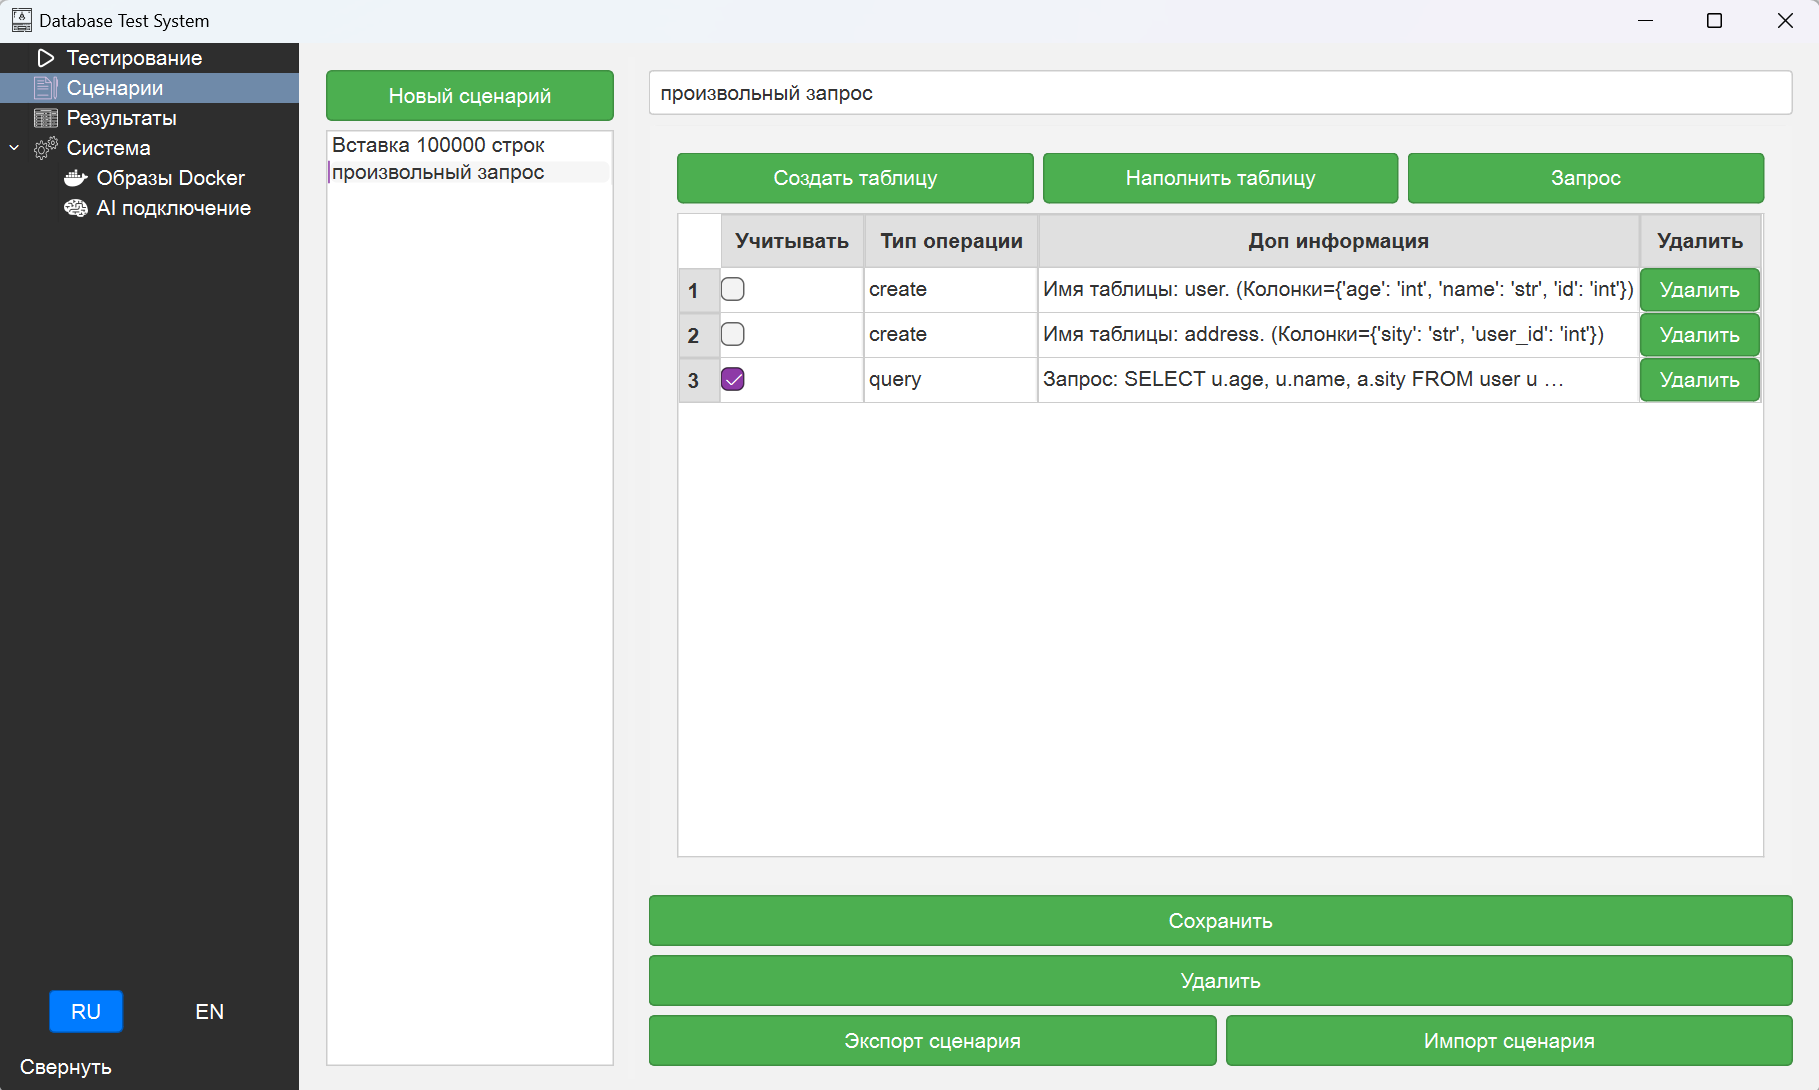 Database Test System
Тестирование
Сценарии
Результаты
Система
Образы Docker
AI подключение
RU EN
Свернуть
Новый сценарий
Вставка 100000 строк
произвольный запрос
произвольный запрос
Создать таблицу Наполнить таблицу Запрос
Учитывать Тип операции Доп информация Удалить
1 create Имя таблицы: user. (Колонки={'age': 'int', 'name': 'str', 'id': 'int'}) Удалить
2 create Имя таблицы: address. (Колонки={'sity': 'str', 'user_id': 'int'}) Удалить
3 query Запрос: SELECT u.age, u.name, a.sity FROM user u … Удалить
Сохранить
Удалить
Экспорт сценария Импорт сценария